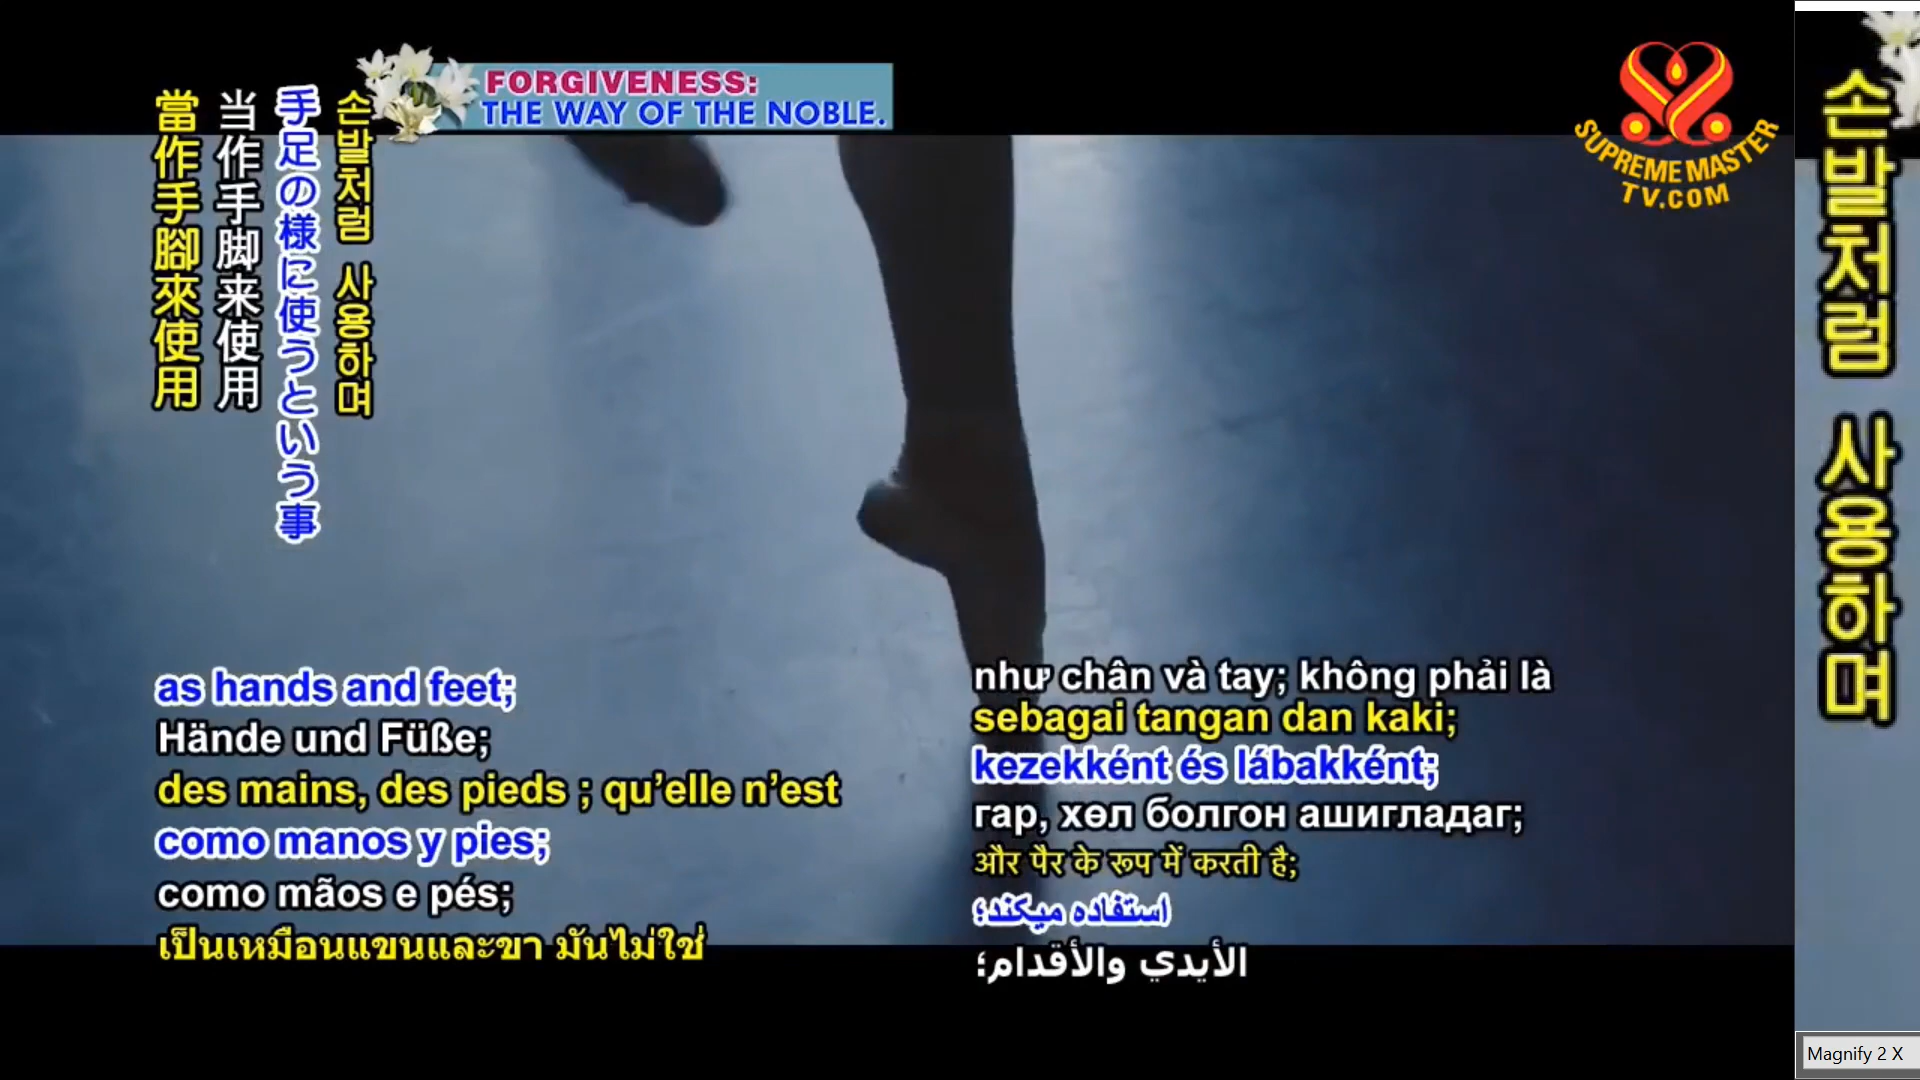 FORGIVENESS:
THE WAY OF THE NOBLE.
SUPREME MASTER
TV.COM
손발처럼 사용하며
手足の様に使うという事
当作手脚来使用
當作手腳來使用
as hands and feet;
Hände und Füße;
des mains, des pieds ; qu’elle n’est
como manos y pies;
como mãos e pés;
เป็นเหมือนแขนและขา มันไม่ใช่
như chân và tay; không phải là
sebagai tangan dan kaki;
kezekként és lábakként;
гар, хөл болгон ашигладаг;
और पैर के रूप में करती है;
استفاده میکند؛
الأيدي والأقدام؛
손발처럼 사용하며
Magnify 2 X